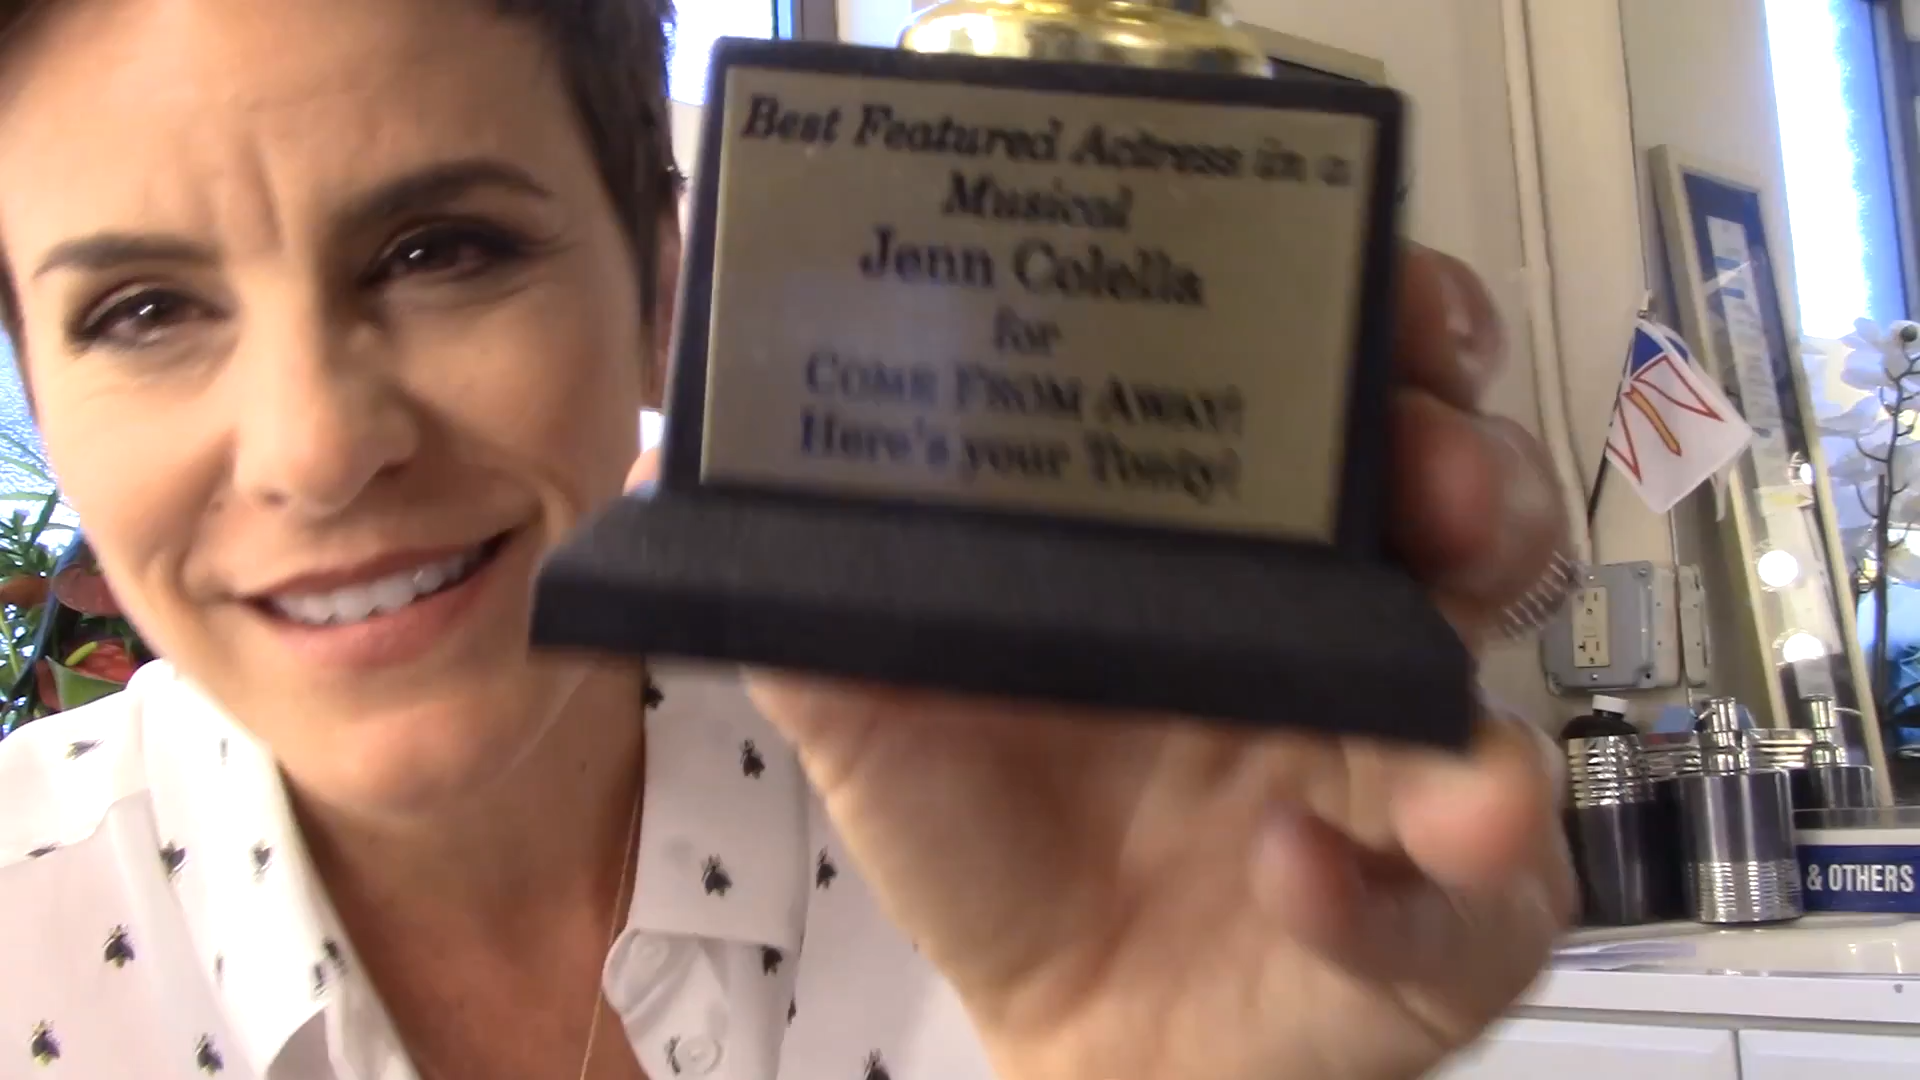 Best Featured Actress in a
Musical
Jenn Colella
for
COME FROM AWAY!
Here's your Tony!
& OTHERS